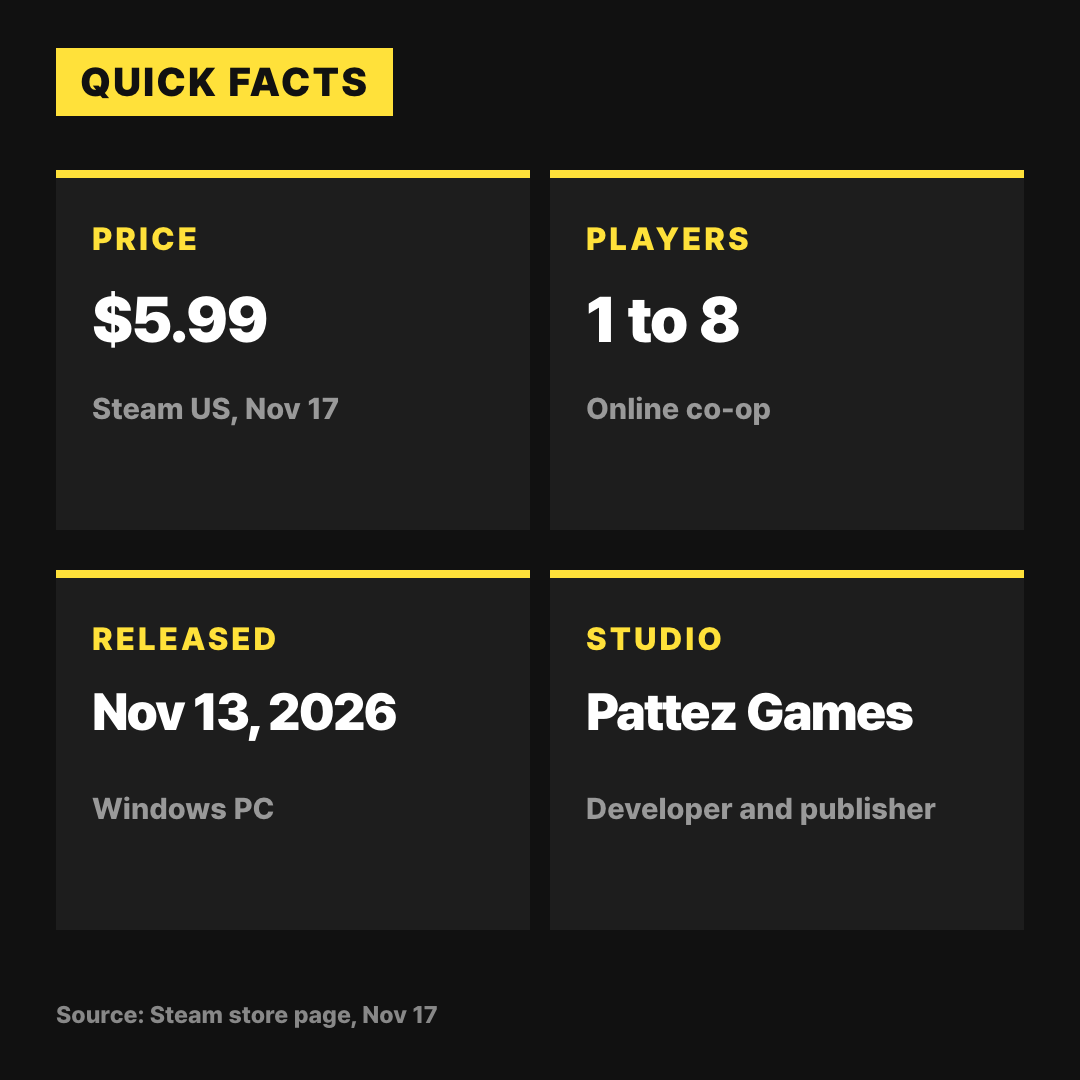 QUICK FACTS
PRICE
$5.99
Steam US, Nov 17
PLAYERS
1 to 8
Online co-op
RELEASED
Nov 13, 2026
Windows PC
STUDIO
Pattez Games
Developer and publisher
Source: Steam store page, Nov 17